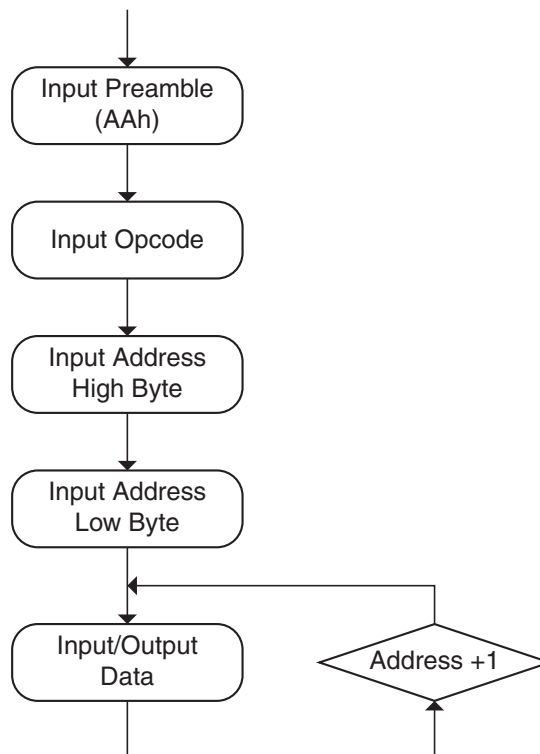 Input Preamble
(AAh)
Input Opcode
Input Address
High Byte
Input Address
Low Byte
Input/Output
Data
Address +1